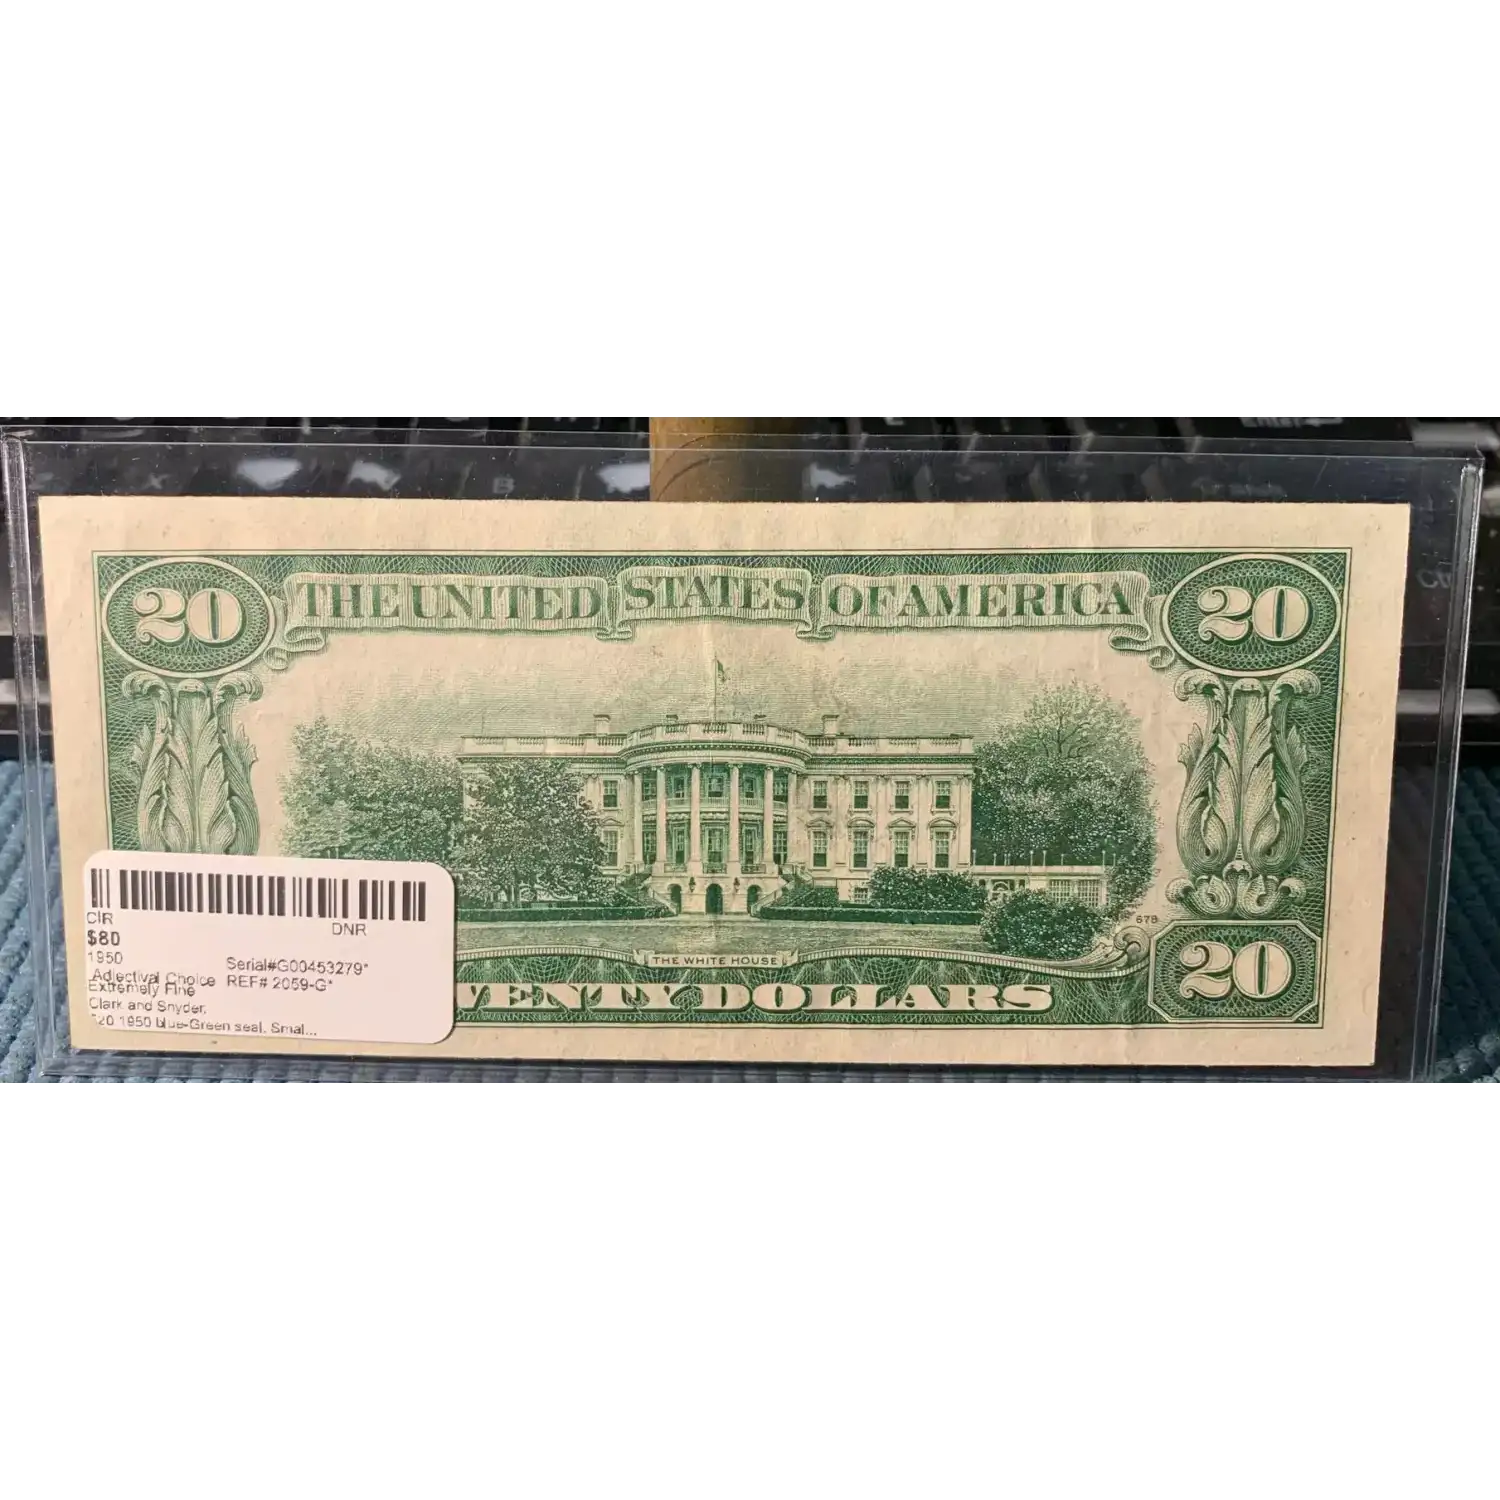 20 THE UNITED STATES OF AMERICA 20
678
THE WHITE HOUSE
DOLLARS 20
CIR
DNR
$80
1950
Serial#G00453279*
Adjectival Choice
REF# 2059-G*
Extremely Fine
Clark and Snyder,
$20 1950 blue-Green seal. Smal...